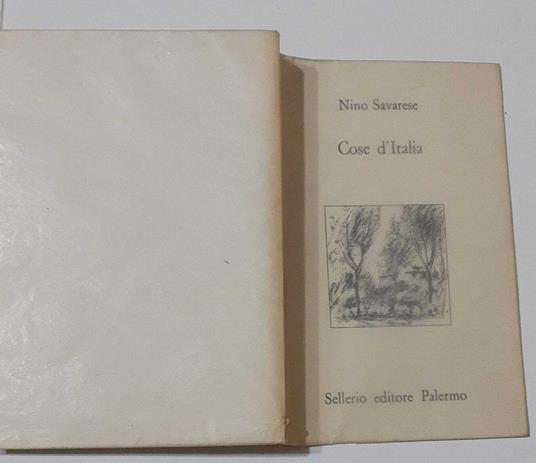 Nino Savarese
Cose d'Italia
Sellerio editore Palermo